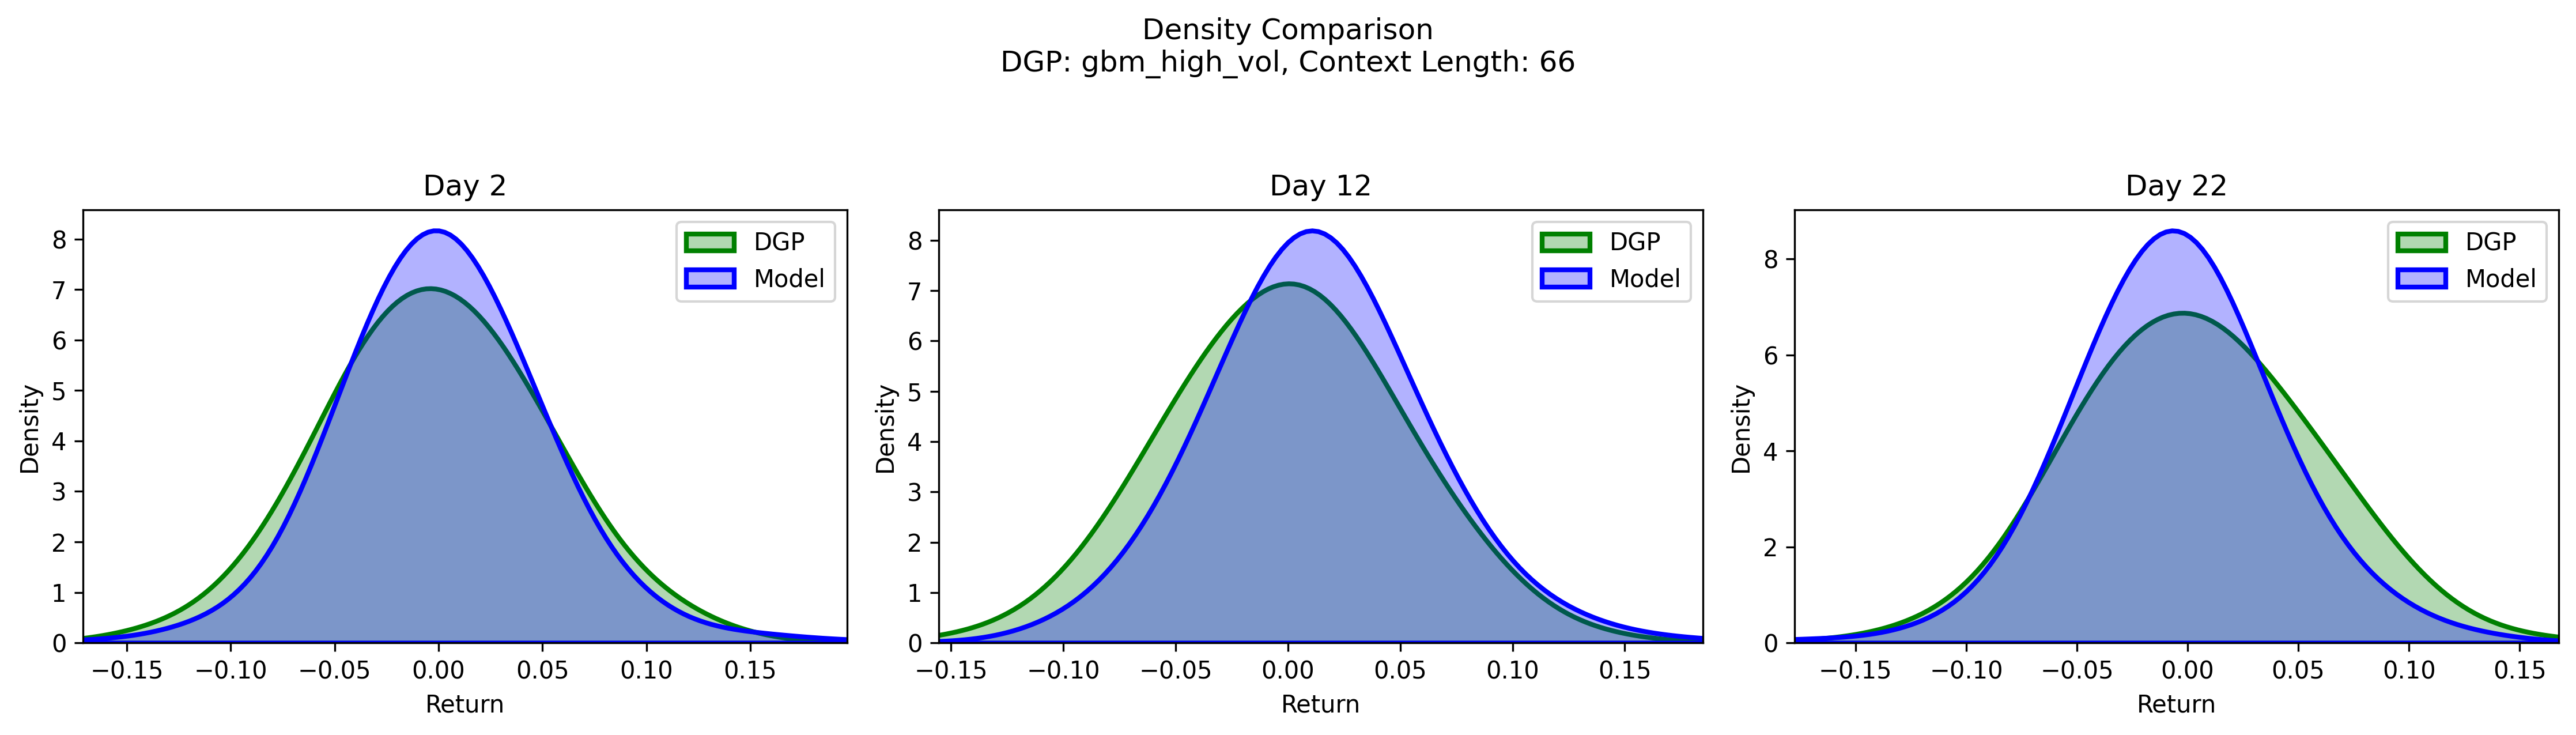 Density Comparison
DGP: gbm_high_vol, Context Length: 66
Day 2
8
7
6
5
4
3
2
1
0
Density
−0.15 −0.10 −0.05 0.00 0.05 0.10 0.15
Return
DGP
Model
Day 12
8
7
6
5
4
3
2
1
0
Density
−0.15 −0.10 −0.05 0.00 0.05 0.10 0.15
Return
DGP
Model
Day 22
8
6
4
2
0
Density
−0.15 −0.10 −0.05 0.00 0.05 0.10 0.15
Return
DGP
Model